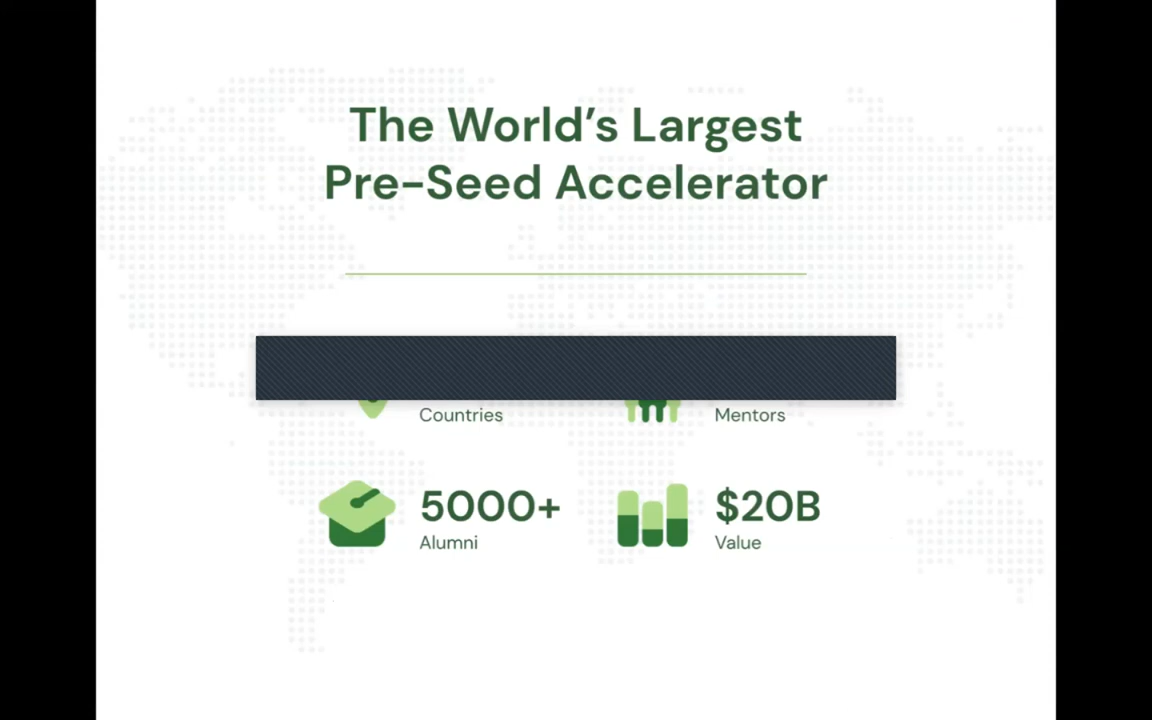 The World's Largest
Pre-Seed Accelerator
Countries
Mentors
5000+
Alumni
$20B
Value